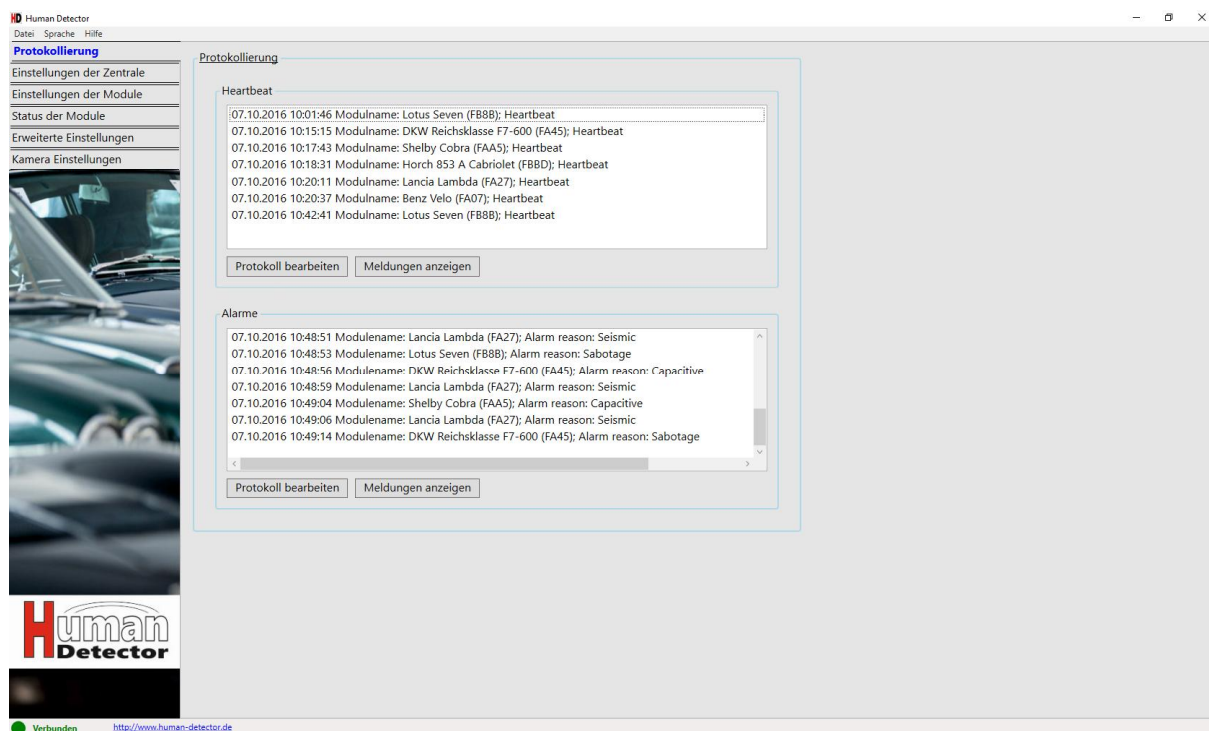 HD Human Detector
Datei Sprache Hilfe
Protokollierung
Einstellungen der Zentrale
Einstellungen der Module
Status der Module
Erweiterte Einstellungen
Kamera Einstellungen
Protokollierung
Heartbeat
07.10.2016 10:01:46 Modulname: Lotus Seven (FB8B); Heartbeat
07.10.2016 10:15:15 Modulname: DKW Reichsklasse F7-600 (FA45); Heartbeat
07.10.2016 10:17:43 Modulname: Shelby Cobra (FAA5); Heartbeat
07.10.2016 10:18:31 Modulname: Horch 853 A Cabriolet (FBBD); Heartbeat
07.10.2016 10:20:11 Modulname: Lancia Lambda (FA27); Heartbeat
07.10.2016 10:20:37 Modulname: Benz Velo (FA07); Heartbeat
07.10.2016 10:42:41 Modulname: Lotus Seven (FB8B); Heartbeat
Protokoll bearbeiten Meldungen anzeigen
Alarme
07.10.2016 10:48:51 Modulename: Lancia Lambda (FA27); Alarm reason: Seismic
07.10.2016 10:48:53 Modulename: Lotus Seven (FB8B); Alarm reason: Sabotage
07.10.2016 10:48:56 Modulename: DKW Reichsklasse F7-600 (FA45); Alarm reason: Capacitive
07.10.2016 10:48:59 Modulename: Lancia Lambda (FA27); Alarm reason: Seismic
07.10.2016 10:49:04 Modulename: Shelby Cobra (FAA5); Alarm reason: Capacitive
07.10.2016 10:49:06 Modulename: Lancia Lambda (FA27); Alarm reason: Seismic
07.10.2016 10:49:14 Modulename: DKW Reichsklasse F7-600 (FA45); Alarm reason: Sabotage
Protokoll bearbeiten Meldungen anzeigen
Human
Detector
Verbunden http://www.human-detector.de